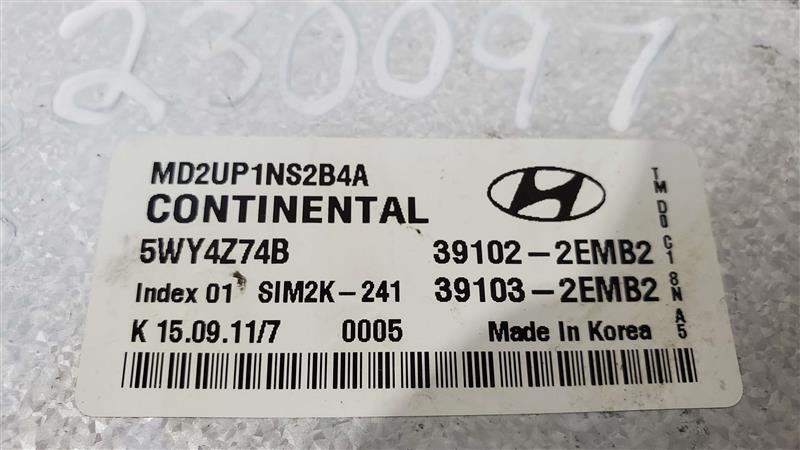 230097
MD2UP1NS2B4A
CONTINENTAL
5WY4Z74B 39102-2EMB2
Index 01 SIM2K-241 39103-2EMB2
K 15.09.11/7 0005 Made In Korea
TM D0 C1 8N A5